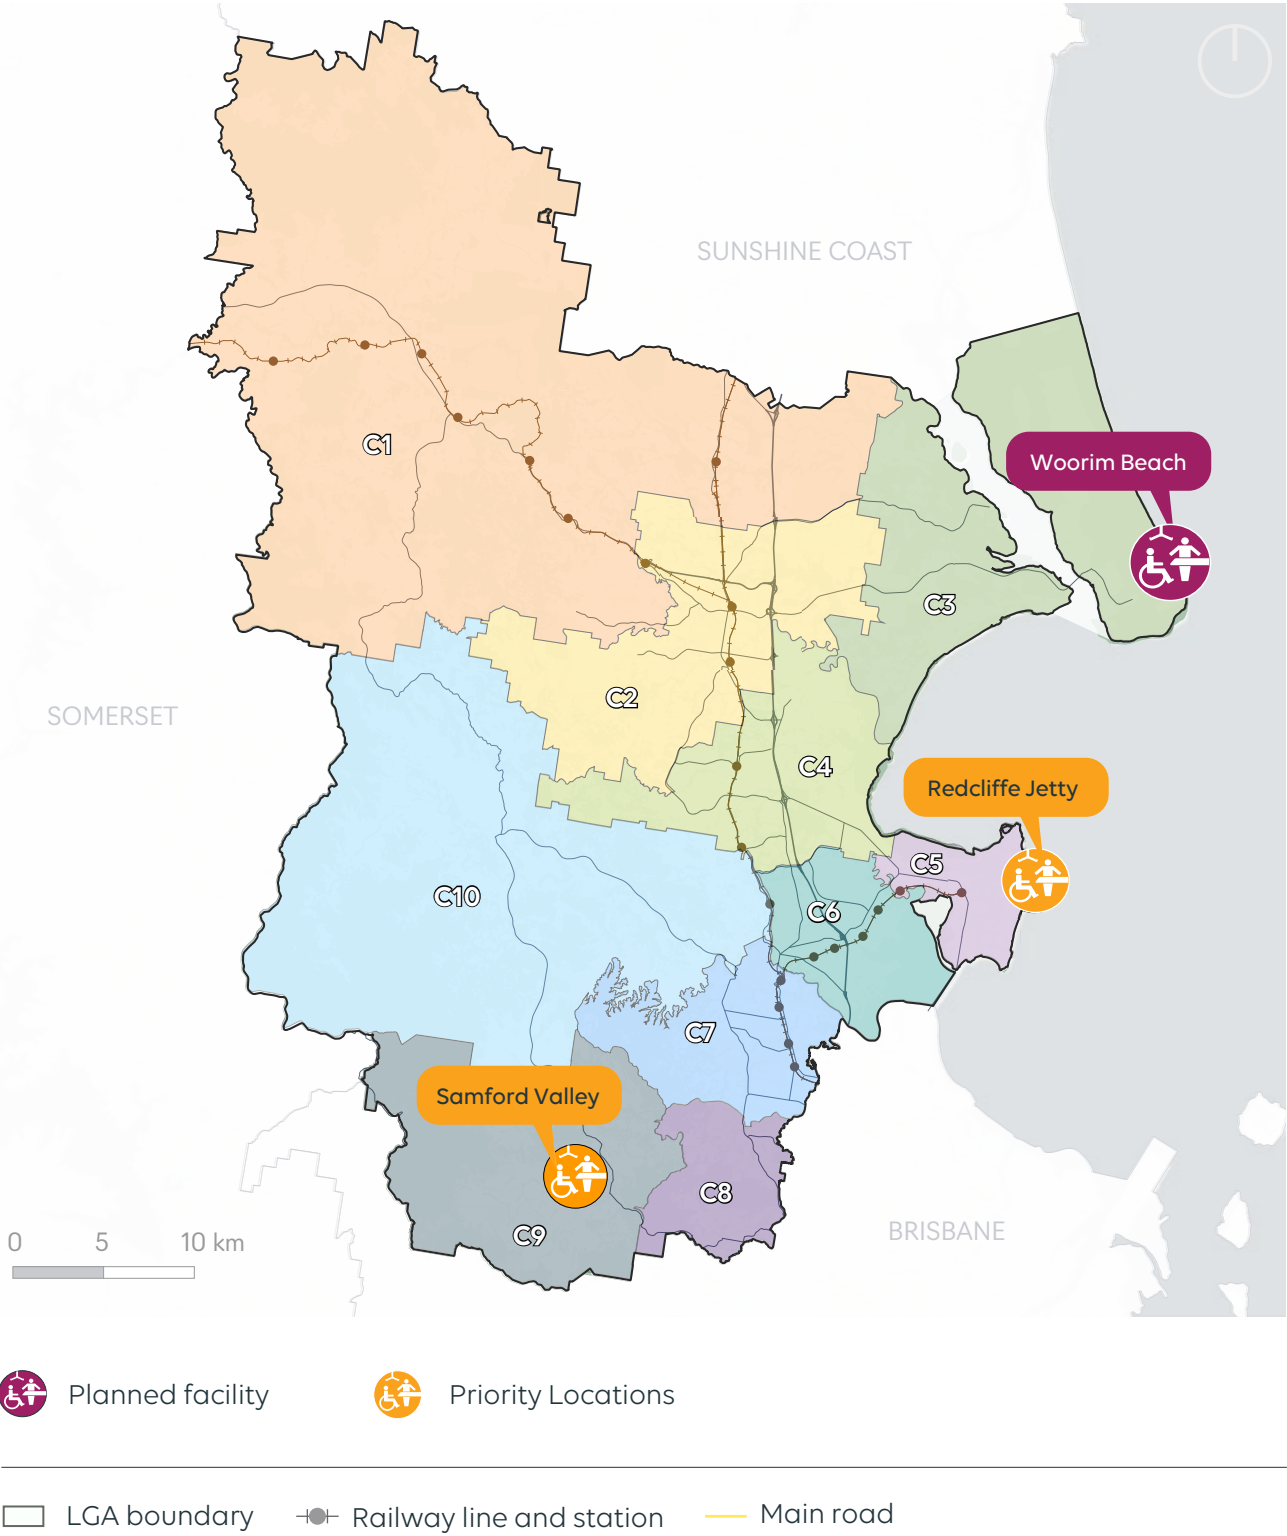 SUNSHINE COAST
Woorim Beach
C1
C3
C2
SOMERSET
C4
Redcliffe Jetty
C5
C10
C6
C7
Samford Valley
C8
C9
BRISBANE
0 5 10 km
Planned facility
Priority Locations
LGA boundary
Railway line and station
Main road